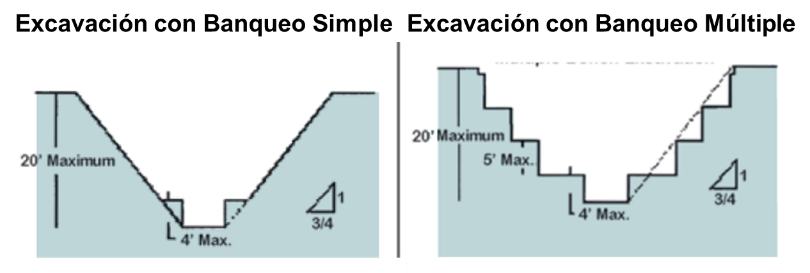 Excavación con Banqueo Simple
20' Maximum
4' Max.
1
3/4
Excavación con Banqueo Múltiple
20' Maximum
5' Max.
4' Max.
1
3/4